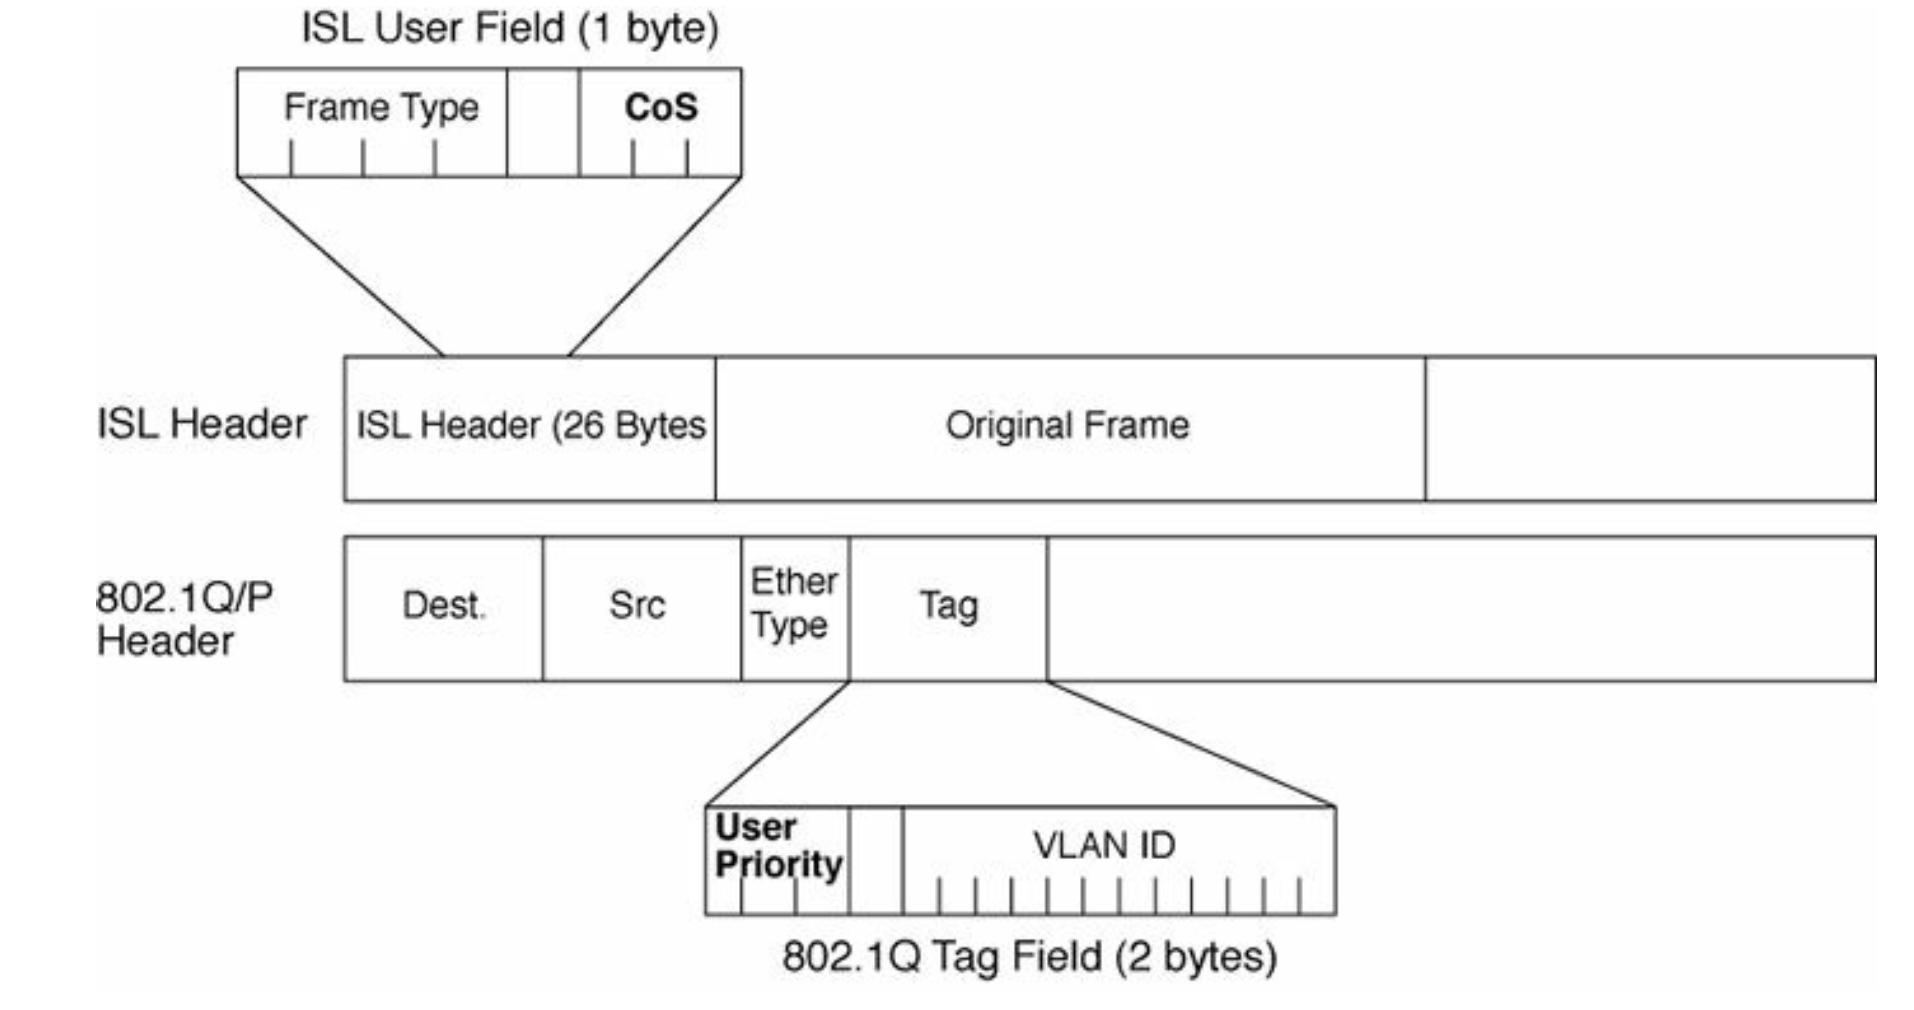 ISL User Field (1 byte)
Frame Type
CoS
ISL Header
ISL Header (26 Bytes
Original Frame
802.1Q/P
Header
Dest.
Src
Ether
Type
Tag
User
Priority
VLAN ID
802.1Q Tag Field (2 bytes)